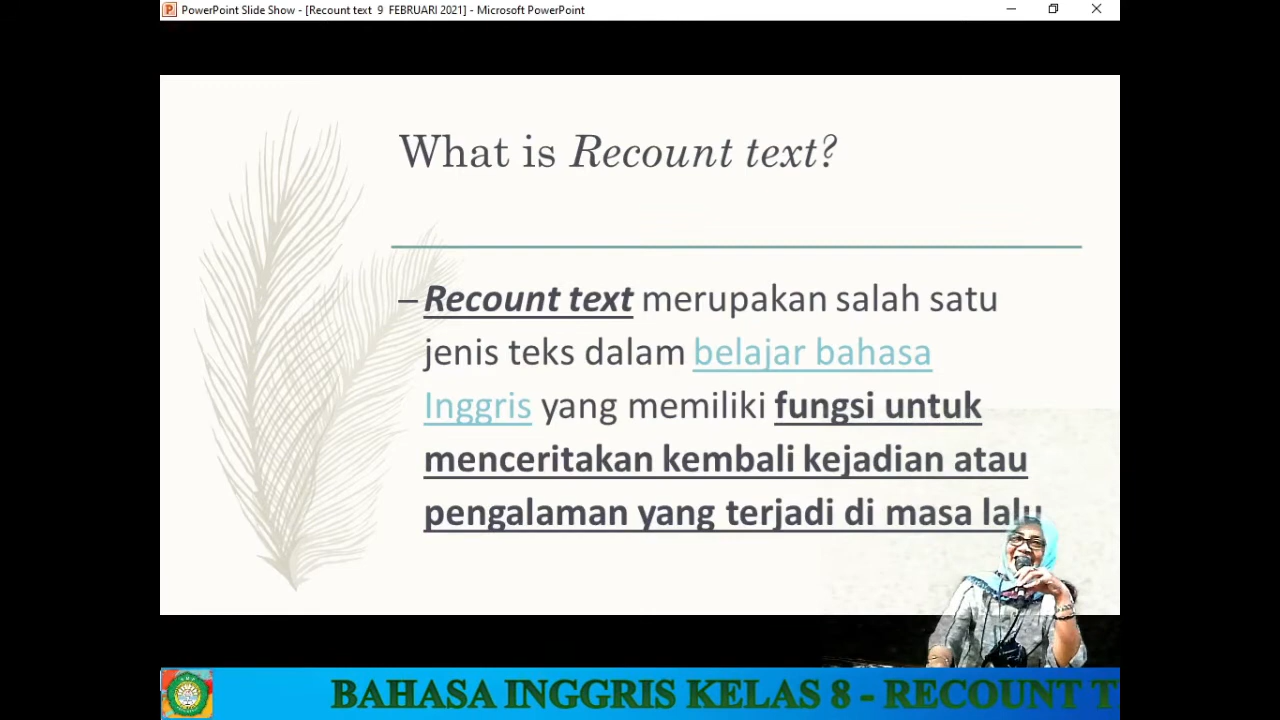 PowerPoint Slide Show - [Recount text  9  FEBRUARI 2021] - Microsoft PowerPoint
What is Recount text?
– Recount text merupakan salah satu
jenis teks dalam belajar bahasa
Inggris yang memiliki fungsi untuk
menceritakan kembali kejadian atau
pengalaman yang terjadi di masa lalu
BAHASA INGGRIS KELAS 8 - RECOUNT T